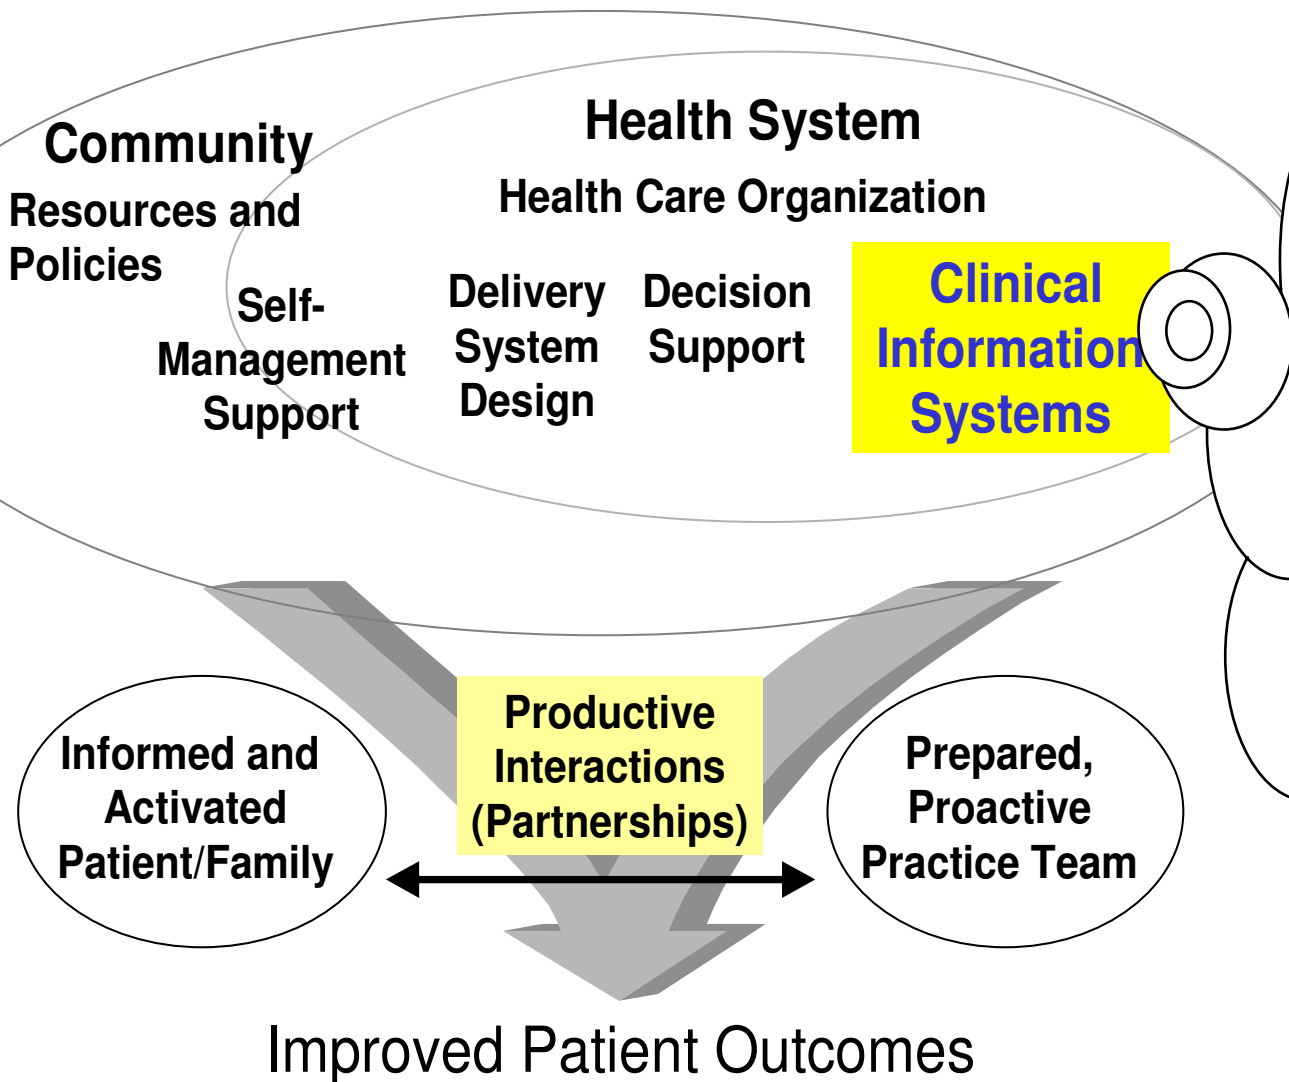 Community
Resources and
Policies
Health System
Health Care Organization
Self-
Management
Support
Delivery
System
Design
Decision
Support
Clinical
Information
Systems
Informed and
Activated
Patient/Family
Productive
Interactions
(Partnerships)
Prepared,
Proactive
Practice Team
Improved Patient Outcomes